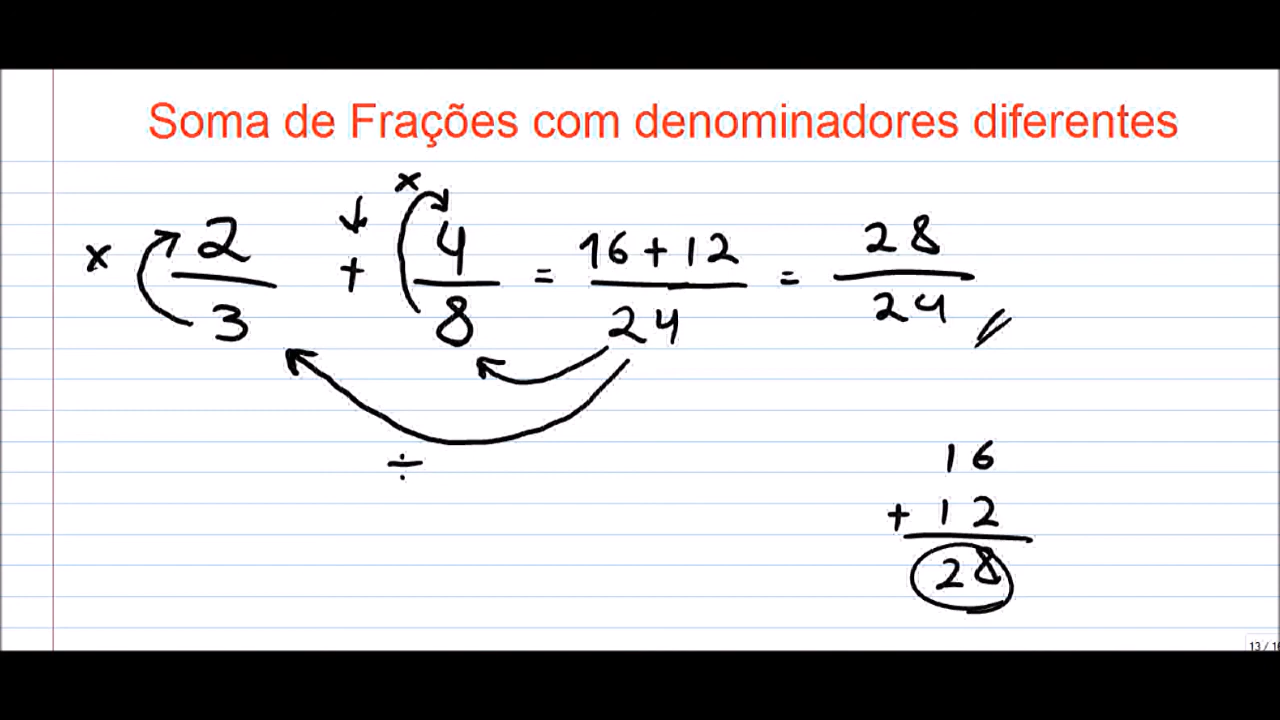 Soma de Frações com denominadores diferentes
x 2/3 + x 4/8 = 16 + 12/24 = 28/24
÷
16
+ 12
28
13 / 16